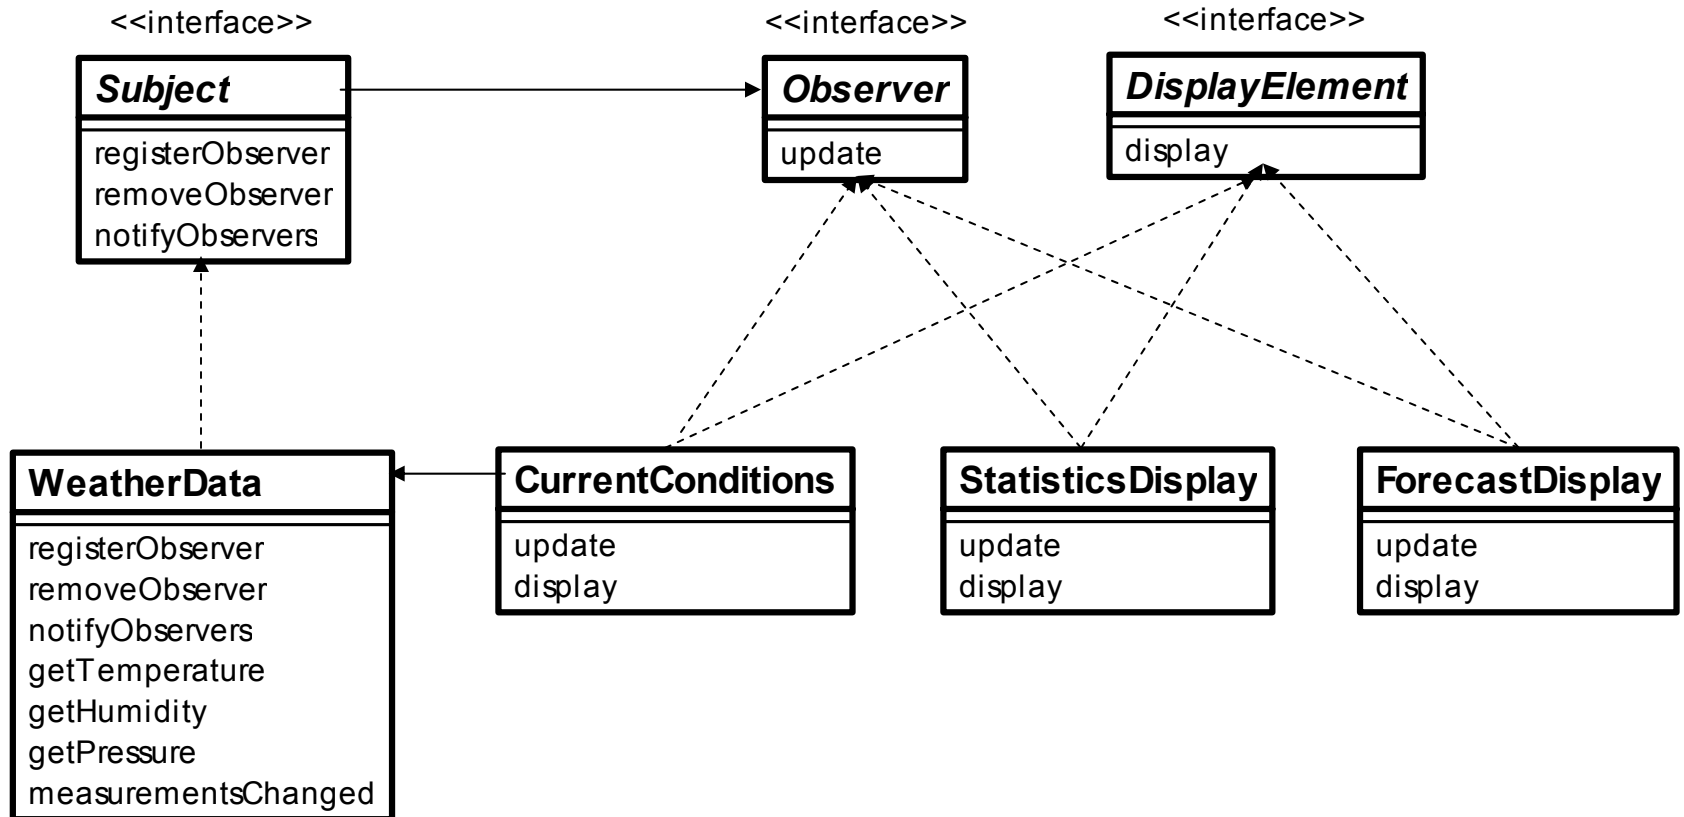 <<interface>>
Subject
registerObserver
removeObserver
notifyObservers
<<interface>>
Observer
update
<<interface>>
DisplayElement
display
WeatherData
registerObserver
removeObserver
notifyObservers
getTemperature
getHumidity
getPressure
measurementsChanged
CurrentConditions
update
display
StatisticsDisplay
update
display
ForecastDisplay
update
display